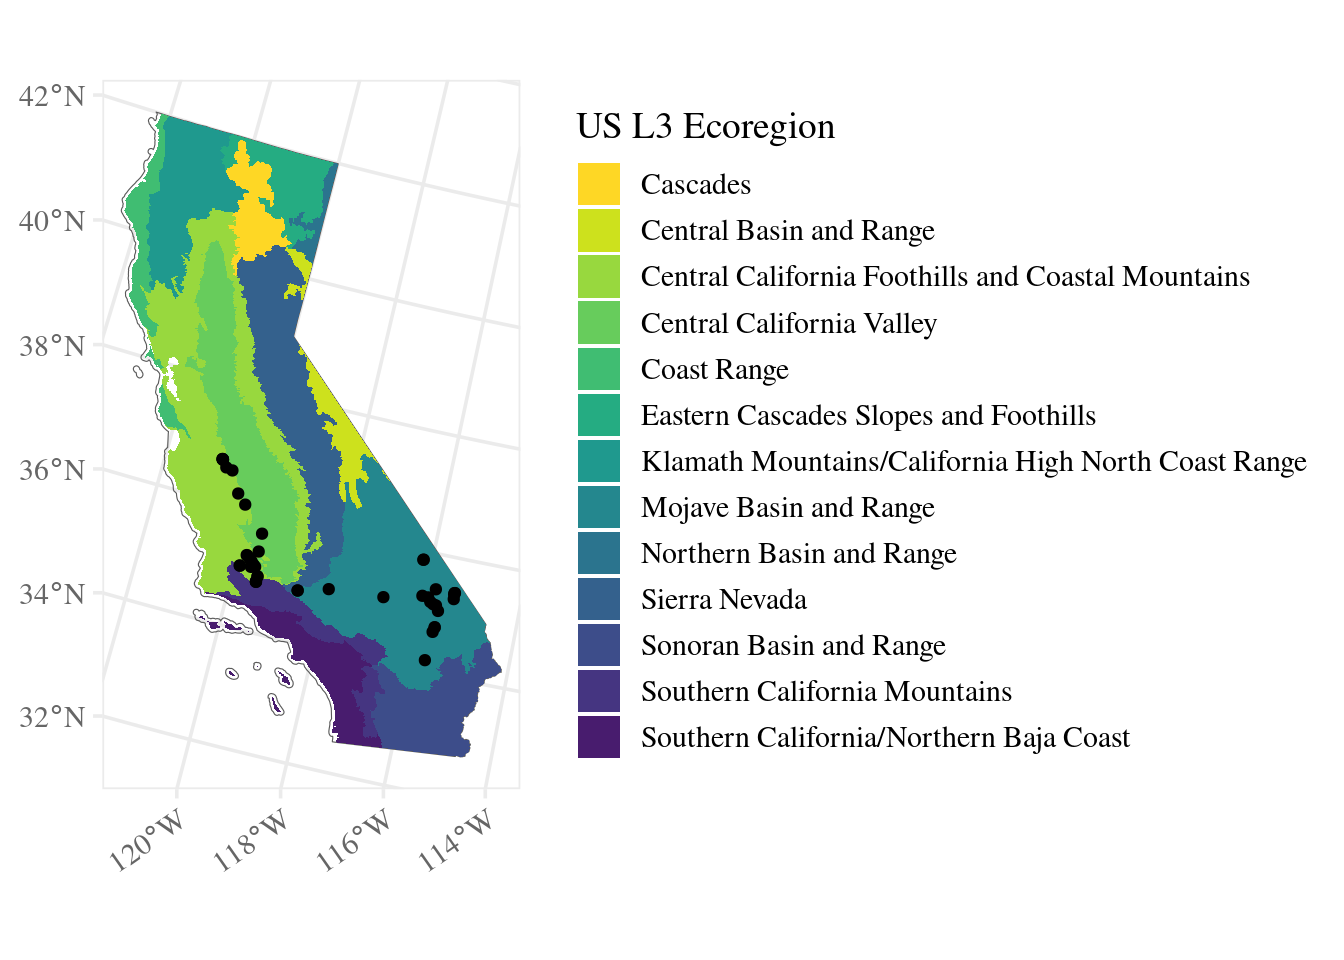 42°N
40°N
38°N
36°N
34°N
32°N
120°W
118°W
116°W
114°W
US L3 Ecoregion
Cascades
Central Basin and Range
Central California Foothills and Coastal Mountains
Central California Valley
Coast Range
Eastern Cascades Slopes and Foothills
Klamath Mountains/California High North Coast Range
Mojave Basin and Range
Northern Basin and Range
Sierra Nevada
Sonoran Basin and Range
Southern California Mountains
Southern California/Northern Baja Coast